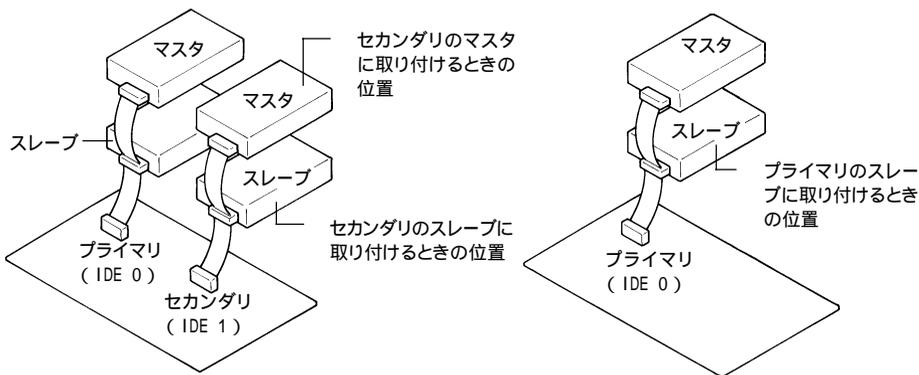 マスタ
マスタ
スレーブ
スレーブ
セカンダリのマスタ
に取り付けるときの
位置
セカンダリのスレーブに
取り付けるときの位置
プライマリ
(IDE 0)
セカンダリ
(IDE 1)
マスタ
スレーブ
プライマリのスレー
ブに取り付けるとき
の位置
プライマリ
(IDE 0)